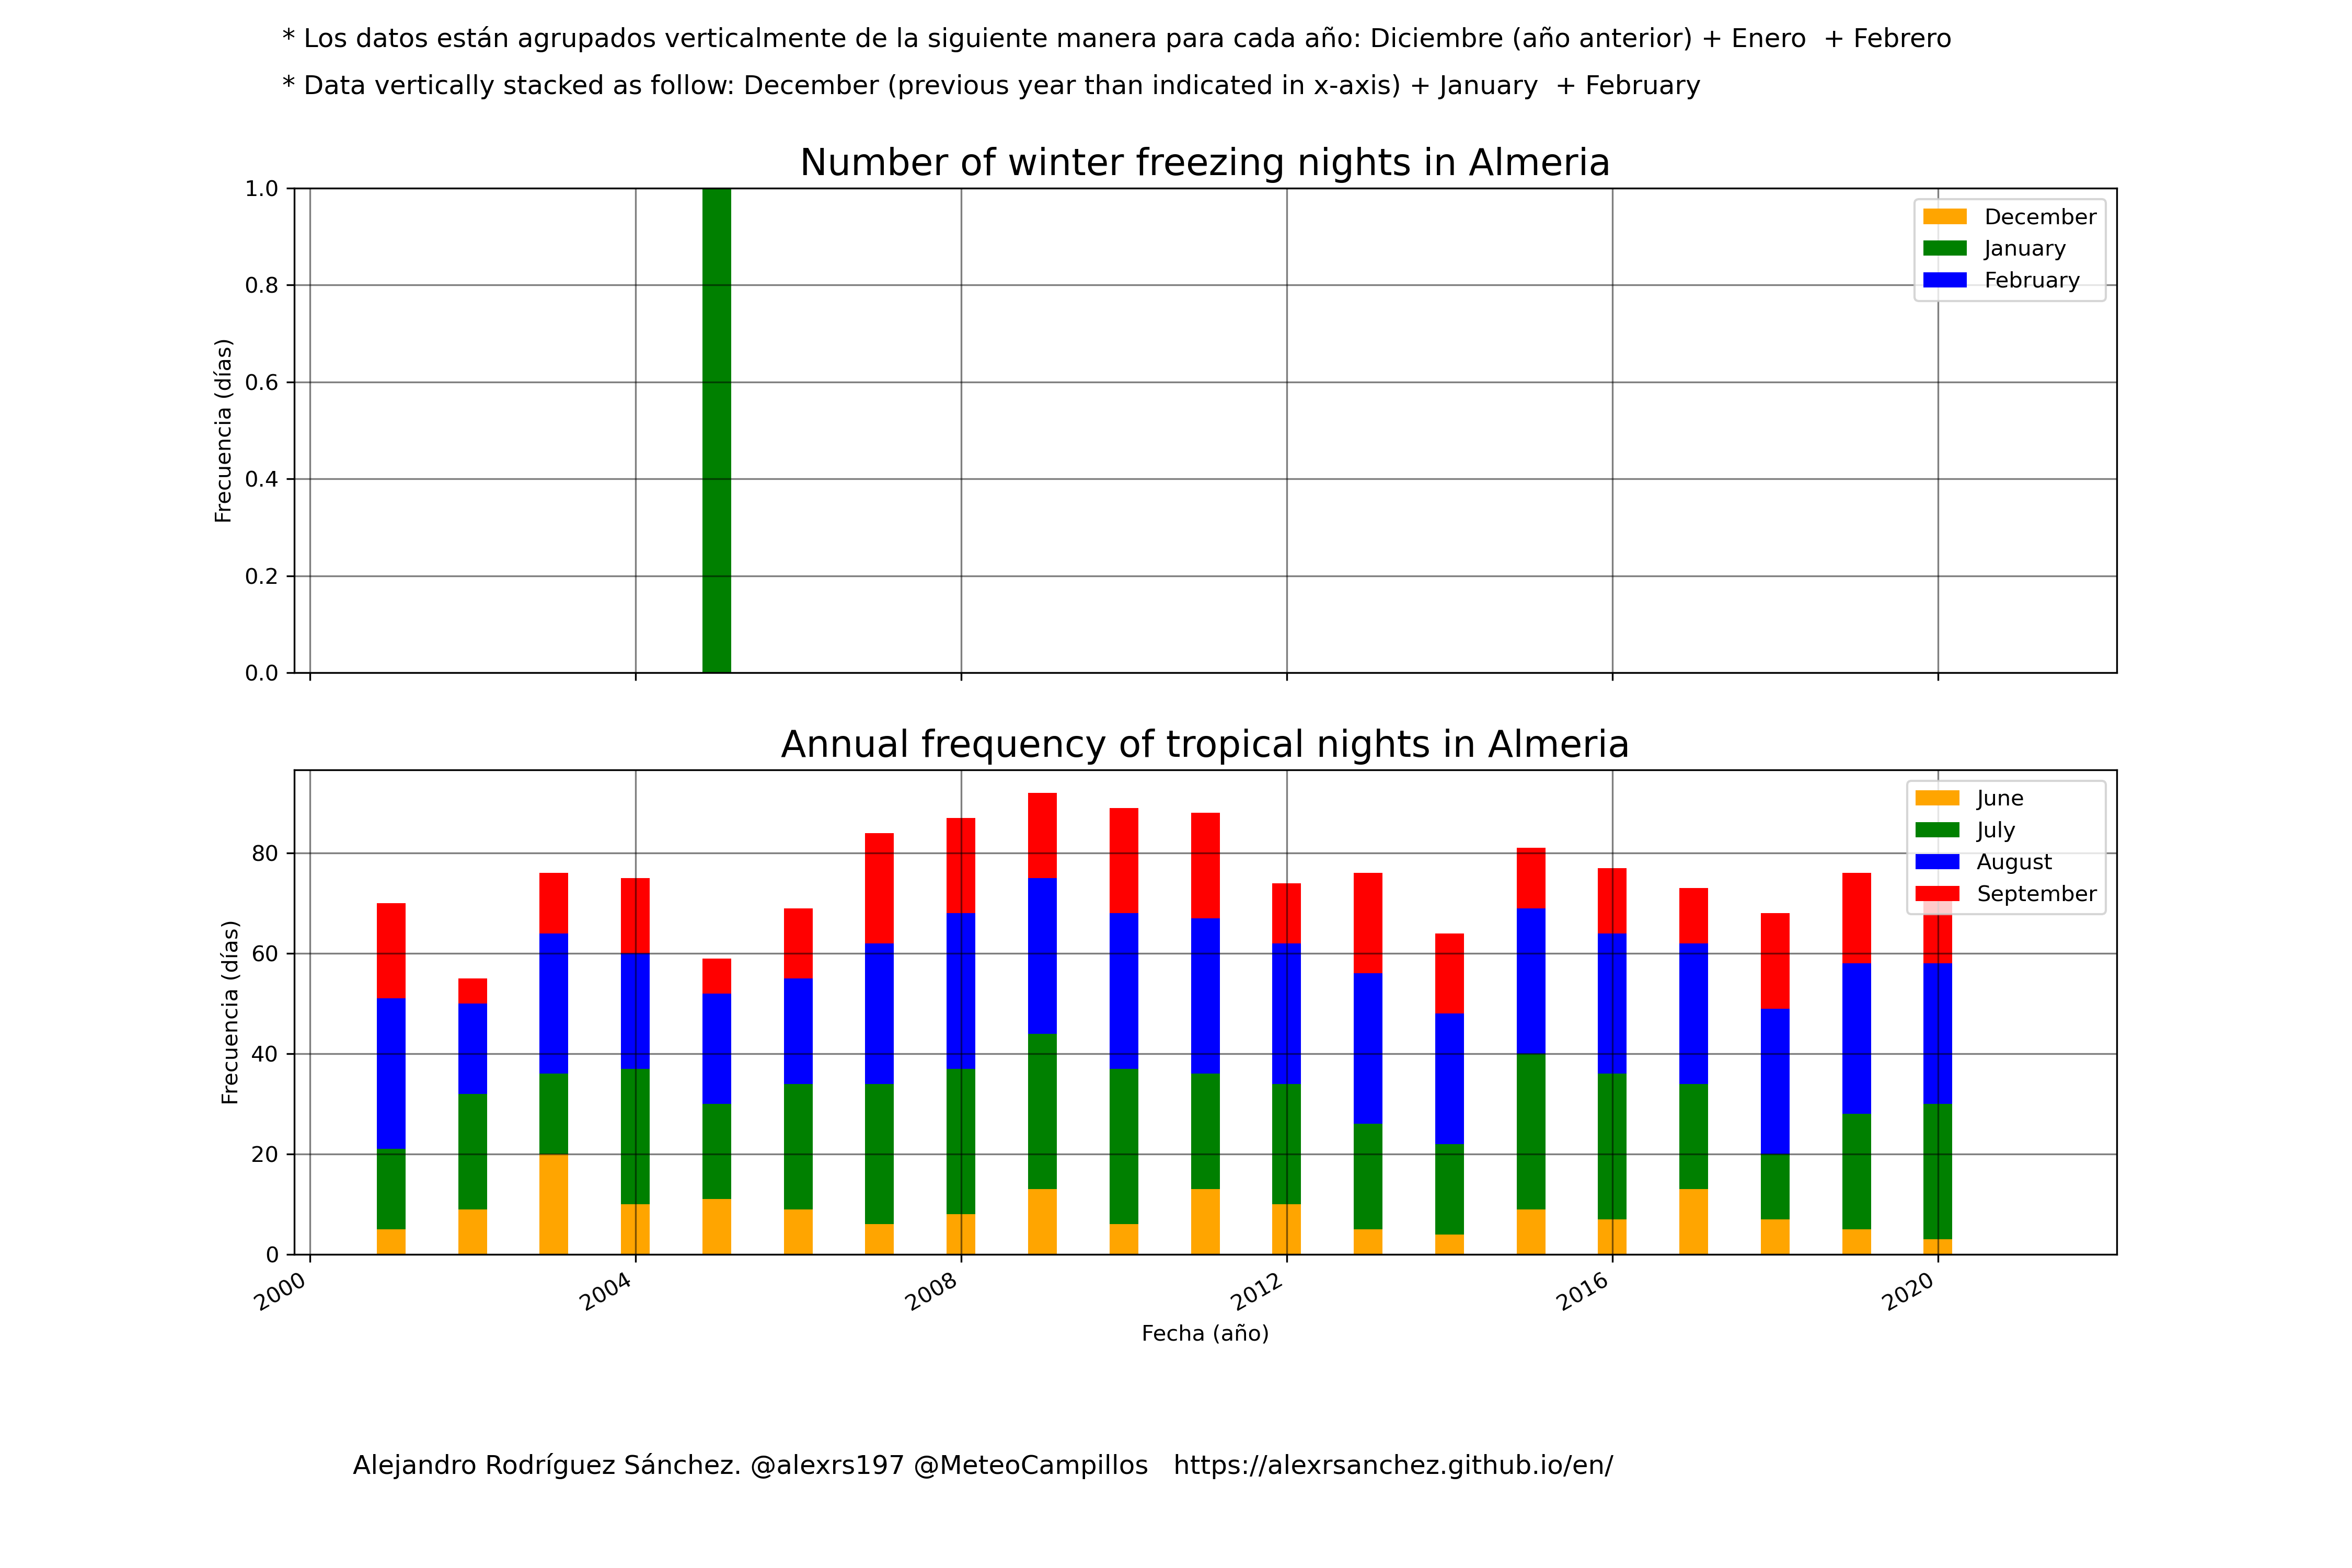 * Los datos están agrupados verticalmente de la siguiente manera para cada año: Diciembre (año anterior) + Enero  + Febrero
* Data vertically stacked as follow: December (previous year than indicated in x-axis) + January  + February
Number of winter freezing nights in Almeria
1.0
0.8
0.6
0.4
0.2
0.0
Frecuencia (días)
December
January
February
Annual frequency of tropical nights in Almeria
80
60
40
20
0
Frecuencia (días)
June
July
August
September
2000
2004
2008
2012
2016
2020
Fecha (año)
Alejandro Rodríguez Sánchez. @alexrs197 @MeteoCampillos   https://alexrsanchez.github.io/en/